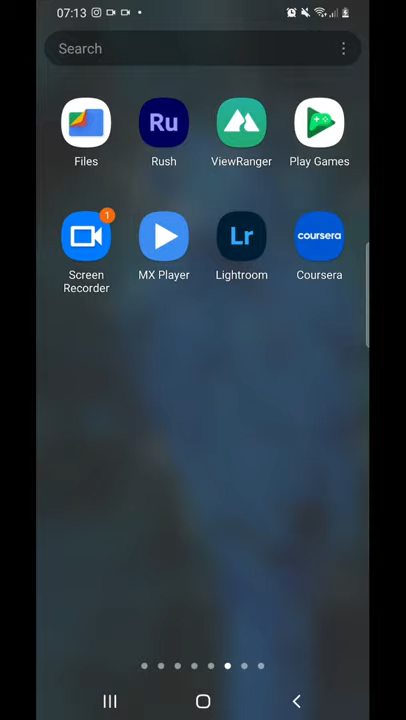 07:13
Search
Files
Ru
Rush
ViewRanger
Play Games
1
Screen
Recorder
MX Player
Lr
Lightroom
coursera
Coursera